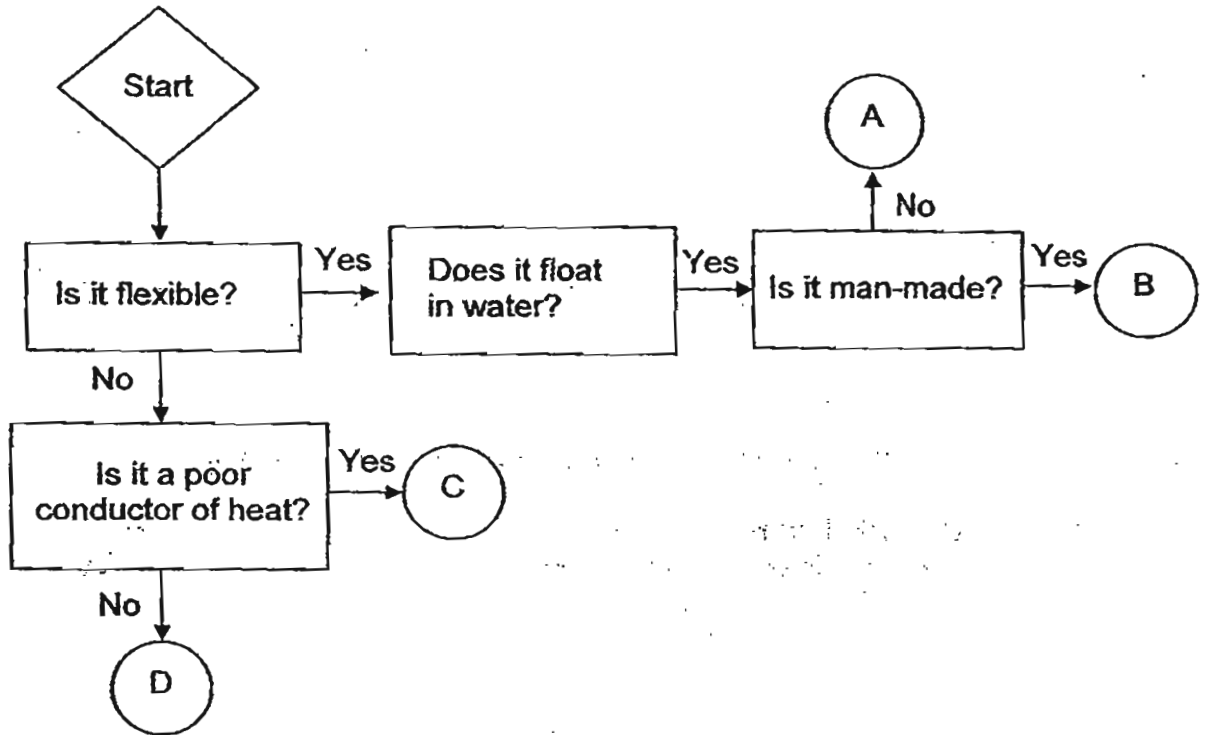 Start
A
No
Is it flexible?
Yes
Does it float
in water?
Yes
Is it man-made?
Yes
B
No
Is it a poor
conductor of heat?
Yes
C
No
D